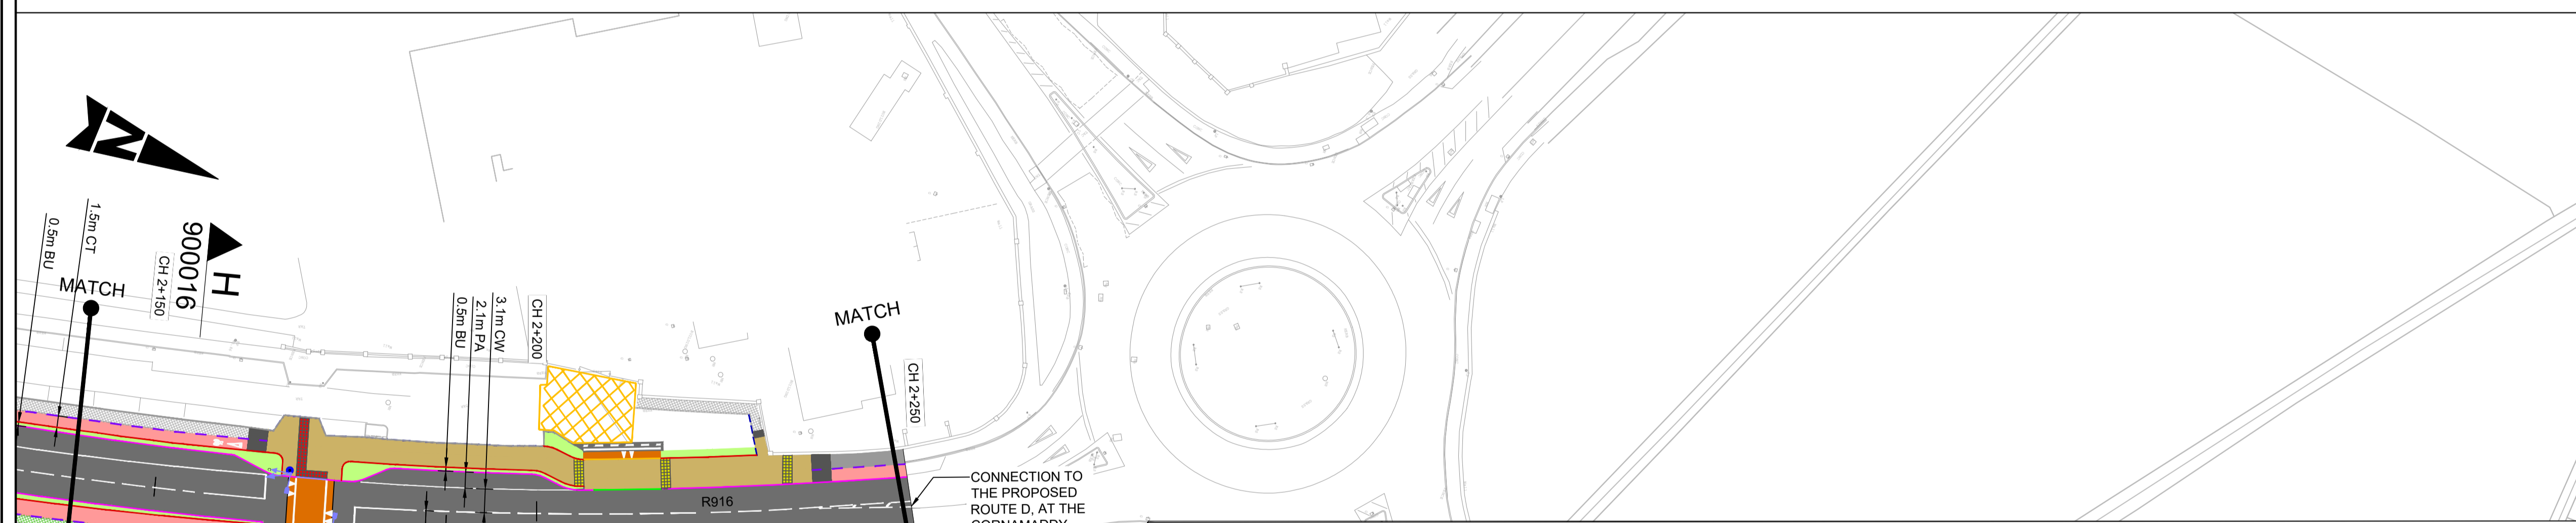 N
1.5m CT
0.5m BU
MATCH
CH 2+150
900016
H
0.5m BU
2.1m PA
3.1m CW
CH 2+200
MATCH
CH 2+250
R916
CONNECTION TO
THE PROPOSED
ROUTE D, AT THE